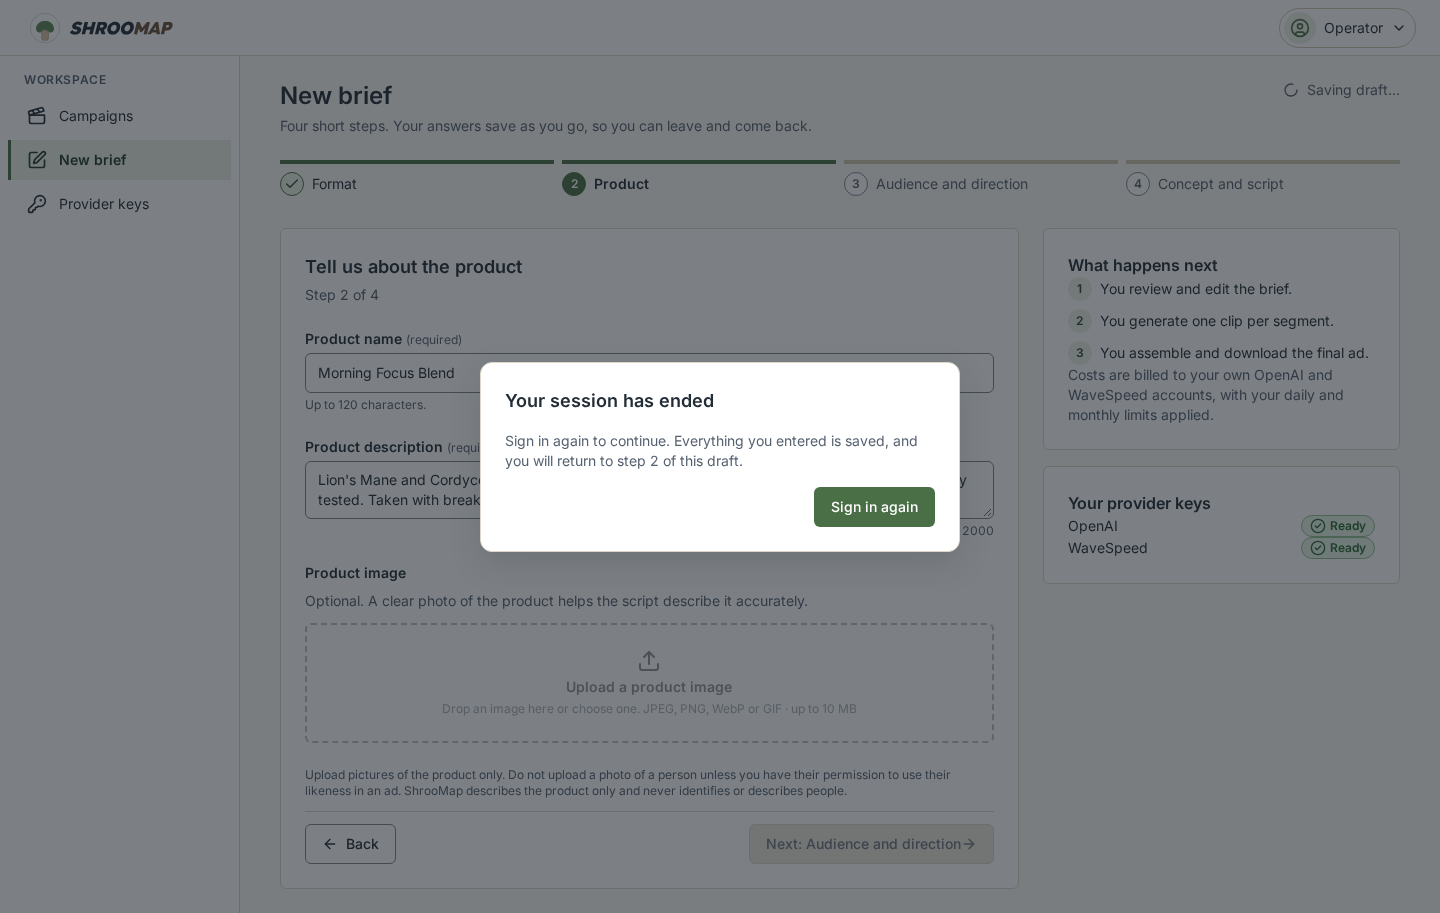 SHROOMAP
Operator
WORKSPACE
Campaigns
New brief
Provider keys
New brief
Saving draft...
Four short steps. Your answers save as you go, so you can leave and come back.
Format
2 Product
3 Audience and direction
4 Concept and script
Tell us about the product
Step 2 of 4
Product name (required)
Morning Focus Blend
Up to 120 characters.
Product description
Lion's Mane and
tested. Taken with
2000
Product image
Optional. A clear photo of the product helps the script describe it accurately.
Upload a product image
Drop an image here or choose one. JPEG, PNG, WebP or GIF · up to 10 MB
Upload pictures of the product only. Do not upload a photo of a person unless you have their permission to use their
likeness in an ad. ShrooMap describes the product only and never identifies or describes people.
Back
Next: Audience and direction
Your session has ended
Sign in again to continue. Everything you entered is saved, and
you will return to step 2 of this draft.
Sign in again
What happens next
1 You review and edit the brief.
2 You generate one clip per segment.
3 You assemble and download the final ad.
Costs are billed to your own OpenAI and
WaveSpeed accounts, with your daily and
monthly limits applied.
Your provider keys
OpenAI Ready
WaveSpeed Ready